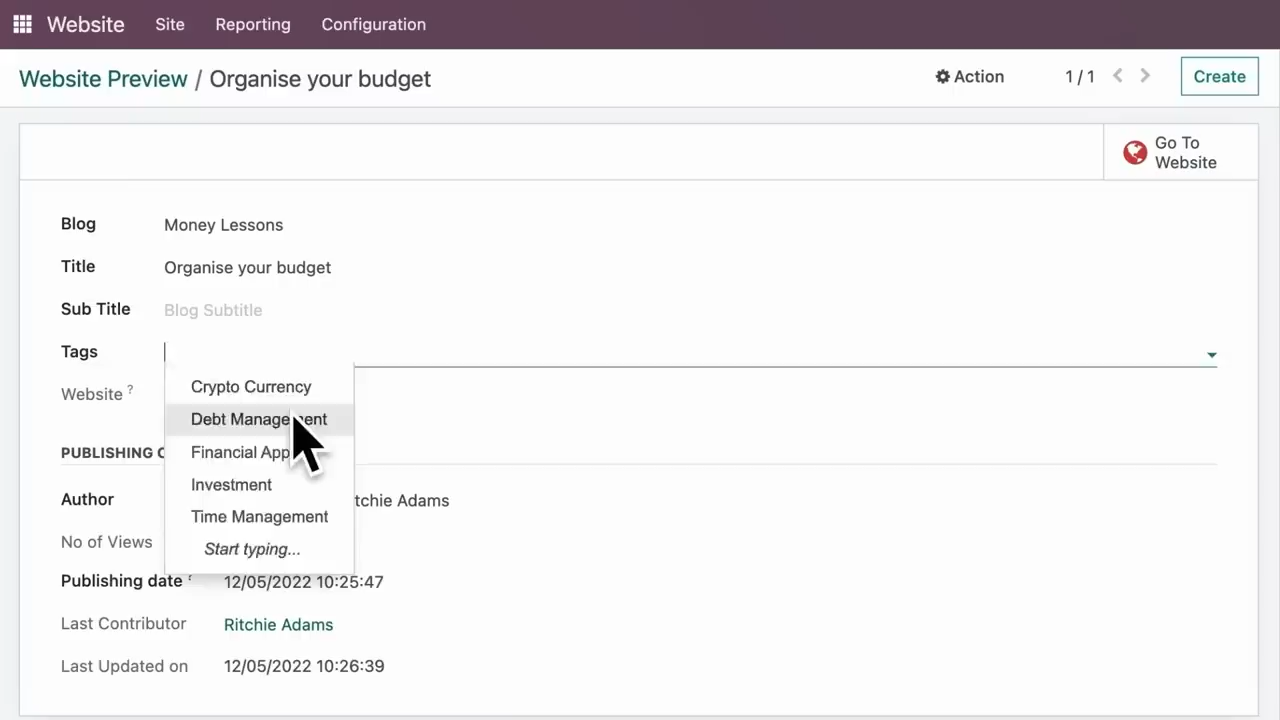 Website Site Reporting Configuration
Website Preview / Organise your budget Action 1 / 1 Create
Go To
Website
Blog Money Lessons
Title Organise your budget
Sub Title Blog Subtitle
Tags
Crypto Currency
Website ?
Debt Management
PUBLISHING
Financial App
Investment
Author tchie Adams
Time Management
No of Views
Start typing...
Publishing date 12/05/2022 10:25:47
Last Contributor Ritchie Adams
Last Updated on 12/05/2022 10:26:39